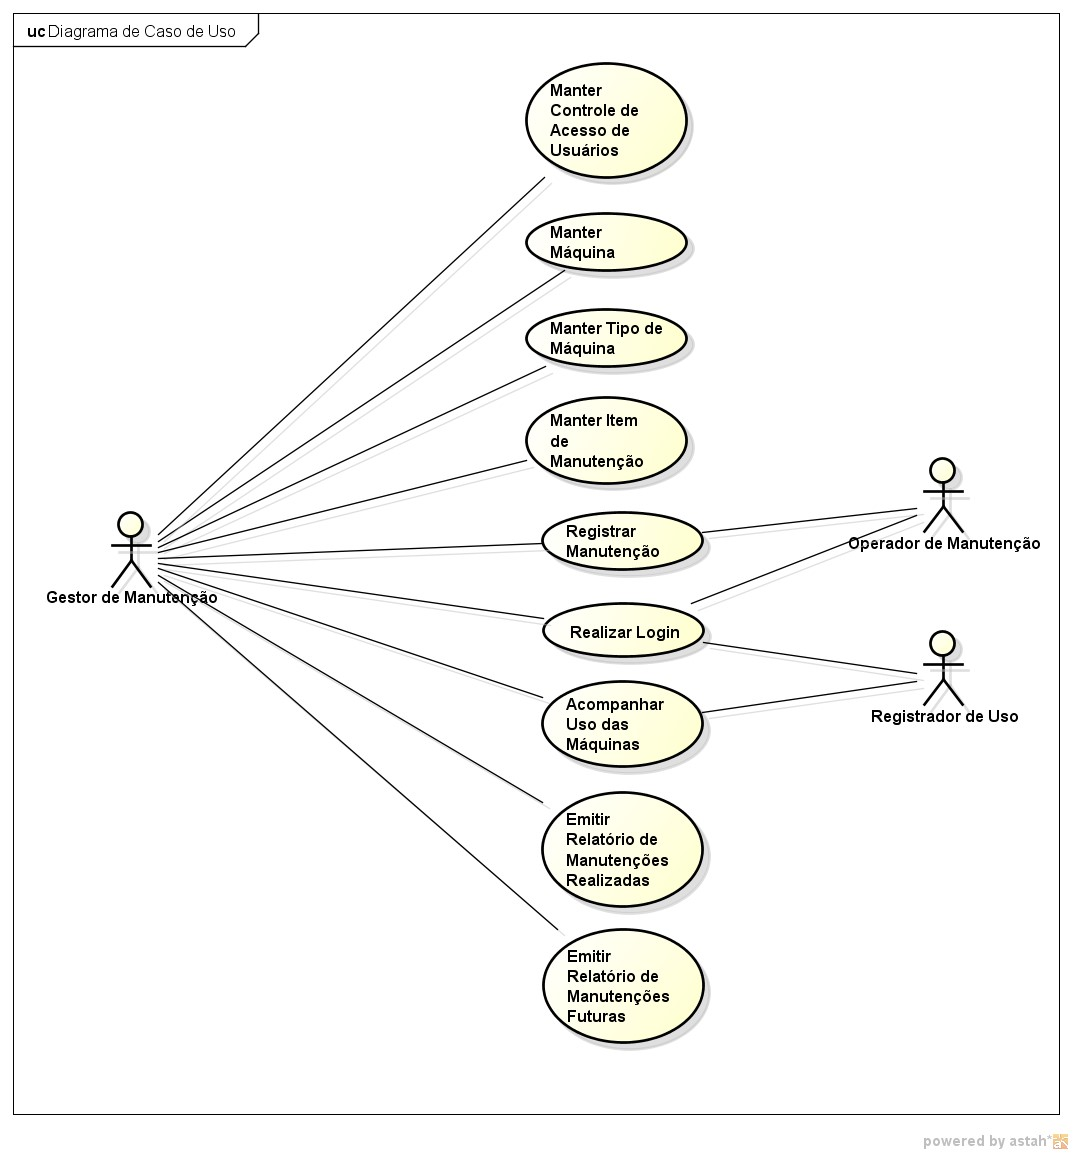 uc Diagrama de Caso de Uso
Manter
Controle de
Acesso de
Usuários
Manter
Máquina
Manter Tipo de
Máquina
Manter Item
de
Manutenção
Registrar
Manutenção
Operador de Manutenção
Gestor de Manutenção
Realizar Login
Acompanhar
Uso das
Máquinas
Registrador de Uso
Emitir
Relatório de
Manutenções
Realizadas
Emitir
Relatório de
Manutenções
Futuras
powered by astah*